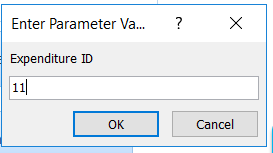 Enter Parameter Va... ? ×
Expenditure ID
11
OK Cancel